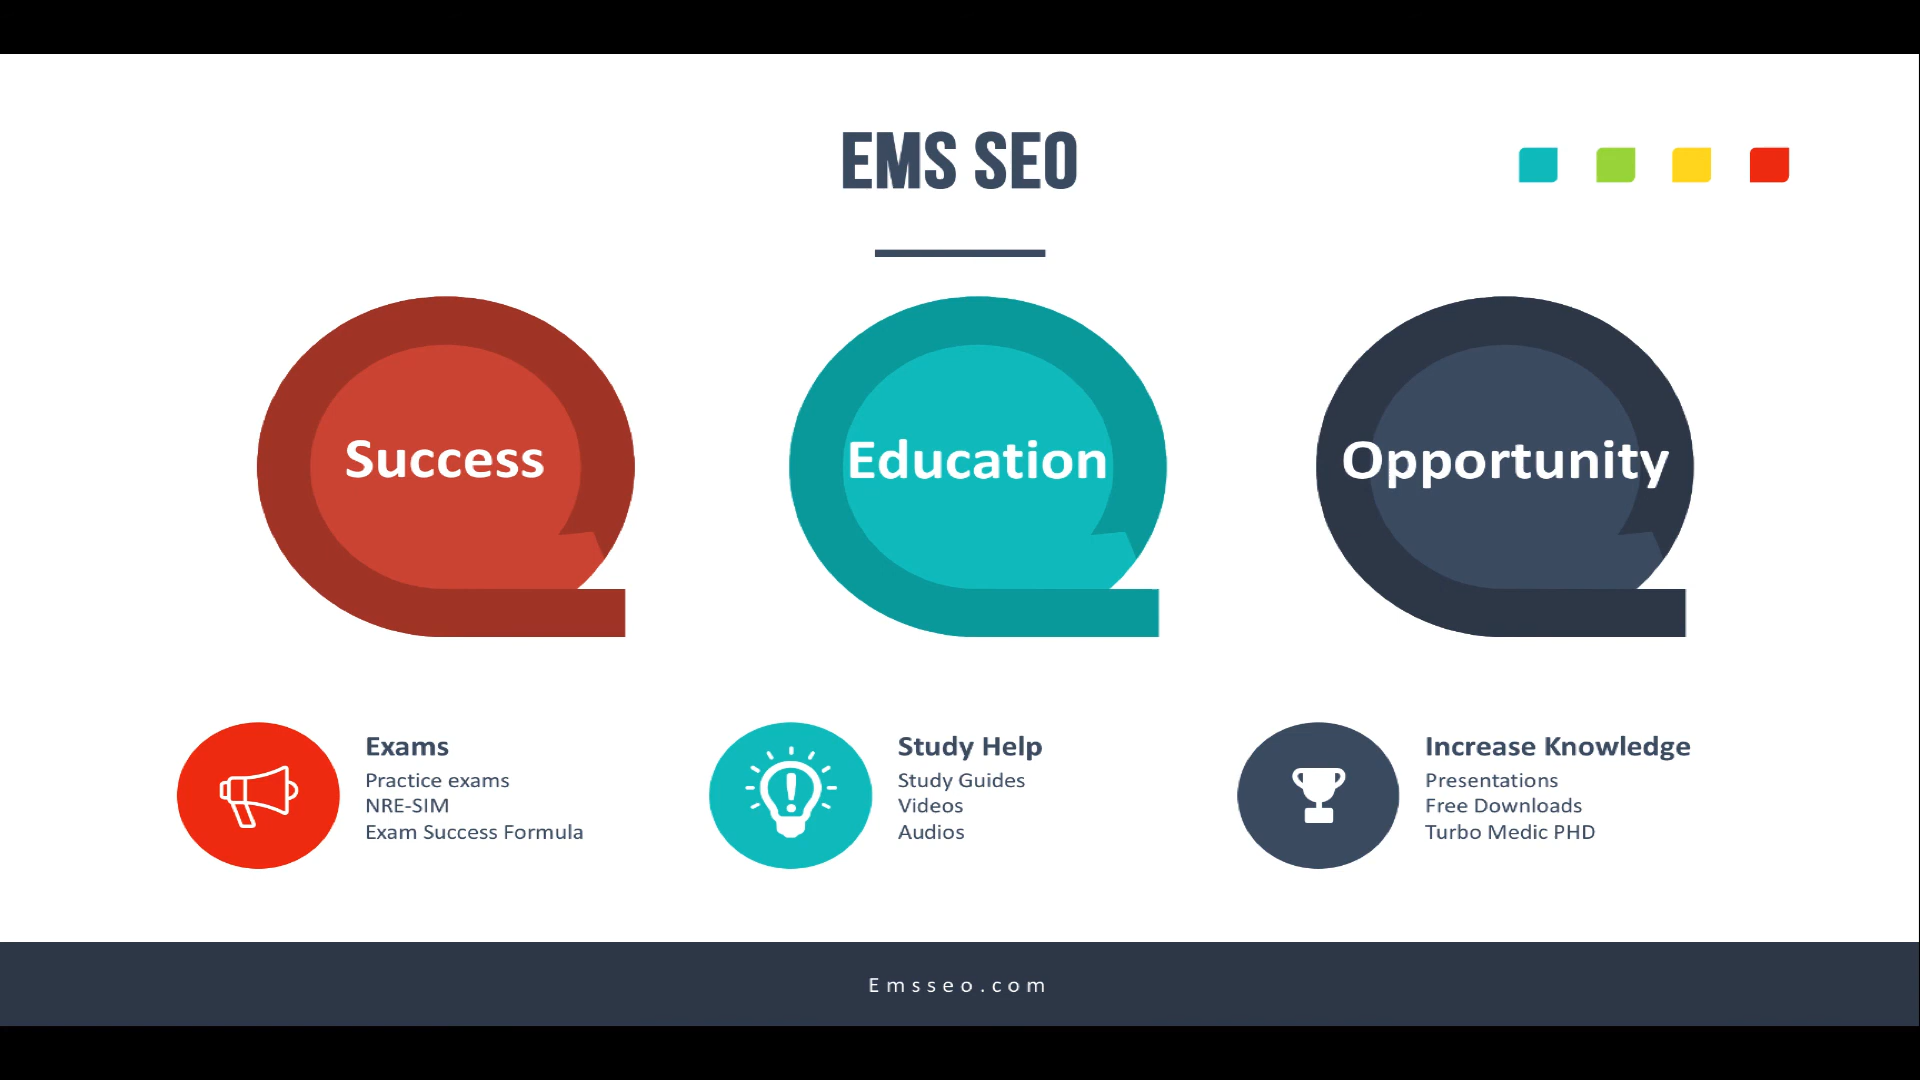 EMS SEO
Success
Education
Opportunity
Exams
Practice exams
NRE-SIM
Exam Success Formula
Study Help
Study Guides
Videos
Audios
Increase Knowledge
Presentations
Free Downloads
Turbo Medic PHD
Emsseo.com